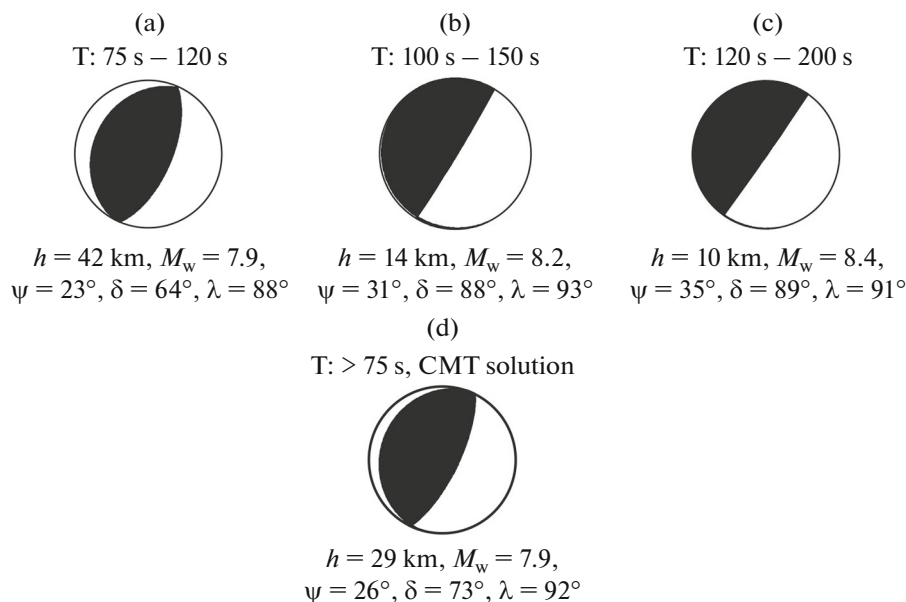 (a)
T: 75 s – 120 s
h = 42 km, Mw = 7.9,
ψ = 23°, δ = 64°, λ = 88°
(b)
T: 100 s – 150 s
h = 14 km, Mw = 8.2,
ψ = 31°, δ = 88°, λ = 93°
(c)
T: 120 s – 200 s
h = 10 km, Mw = 8.4,
ψ = 35°, δ = 89°, λ = 91°
(d)
T: > 75 s, CMT solution
h = 29 km, Mw = 7.9,
ψ = 26°, δ = 73°, λ = 92°